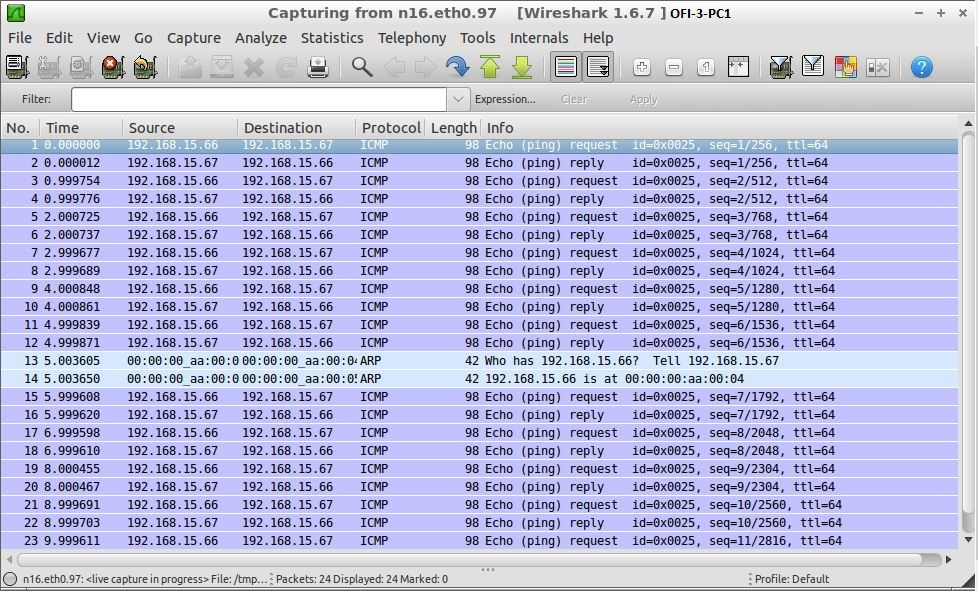 Capturing from n16.eth0.97 [Wireshark 1.6.7 ] OFI-3-PC1
File Edit View Go Capture Analyze Statistics Telephony Tools Internals Help
Filter: Expression... Clear Apply
No. Time Source Destination Protocol Length Info
1 0.000000 192.168.15.66 192.168.15.67 ICMP 98 Echo (ping) request id=0x0025, seq=1/256, ttl=64
2 0.000012 192.168.15.67 192.168.15.66 ICMP 98 Echo (ping) reply id=0x0025, seq=1/256, ttl=64
3 0.999754 192.168.15.66 192.168.15.67 ICMP 98 Echo (ping) request id=0x0025, seq=2/512, ttl=64
4 0.999776 192.168.15.67 192.168.15.66 ICMP 98 Echo (ping) reply id=0x0025, seq=2/512, ttl=64
5 2.000725 192.168.15.66 192.168.15.67 ICMP 98 Echo (ping) request id=0x0025, seq=3/768, ttl=64
6 2.000737 192.168.15.67 192.168.15.66 ICMP 98 Echo (ping) reply id=0x0025, seq=3/768, ttl=64
7 2.999677 192.168.15.66 192.168.15.67 ICMP 98 Echo (ping) request id=0x0025, seq=4/1024, ttl=64
8 2.999689 192.168.15.67 192.168.15.66 ICMP 98 Echo (ping) reply id=0x0025, seq=4/1024, ttl=64
9 4.000848 192.168.15.66 192.168.15.67 ICMP 98 Echo (ping) request id=0x0025, seq=5/1280, ttl=64
10 4.000861 192.168.15.67 192.168.15.66 ICMP 98 Echo (ping) reply id=0x0025, seq=5/1280, ttl=64
11 4.999839 192.168.15.66 192.168.15.67 ICMP 98 Echo (ping) request id=0x0025, seq=6/1536, ttl=64
12 4.999871 192.168.15.67 192.168.15.66 ICMP 98 Echo (ping) reply id=0x0025, seq=6/1536, ttl=64
13 5.003605 00:00:00_aa:00:0 00:00:00_aa:00:04 ARP 42 Who has 192.168.15.66? Tell 192.168.15.67
14 5.003650 00:00:00_aa:00:0 00:00:00_aa:00:05 ARP 42 192.168.15.66 is at 00:00:00:aa:00:04
15 5.999608 192.168.15.66 192.168.15.67 ICMP 98 Echo (ping) request id=0x0025, seq=7/1792, ttl=64
16 5.999620 192.168.15.67 192.168.15.66 ICMP 98 Echo (ping) reply id=0x0025, seq=7/1792, ttl=64
17 6.999598 192.168.15.66 192.168.15.67 ICMP 98 Echo (ping) request id=0x0025, seq=8/2048, ttl=64
18 6.999610 192.168.15.67 192.168.15.66 ICMP 98 Echo (ping) reply id=0x0025, seq=8/2048, ttl=64
19 8.000455 192.168.15.66 192.168.15.67 ICMP 98 Echo (ping) request id=0x0025, seq=9/2304, ttl=64
20 8.000467 192.168.15.67 192.168.15.66 ICMP 98 Echo (ping) reply id=0x0025, seq=9/2304, ttl=64
21 8.999691 192.168.15.66 192.168.15.67 ICMP 98 Echo (ping) request id=0x0025, seq=10/2560, ttl=64
22 8.999703 192.168.15.67 192.168.15.66 ICMP 98 Echo (ping) reply id=0x0025, seq=10/2560, ttl=64
23 9.999611 192.168.15.66 192.168.15.67 ICMP 98 Echo (ping) request id=0x0025, seq=11/2816, ttl=64
n16.eth0.97: <live capture in progress> File: /tmp... Packets: 24 Displayed: 24 Marked: 0 Profile: Default